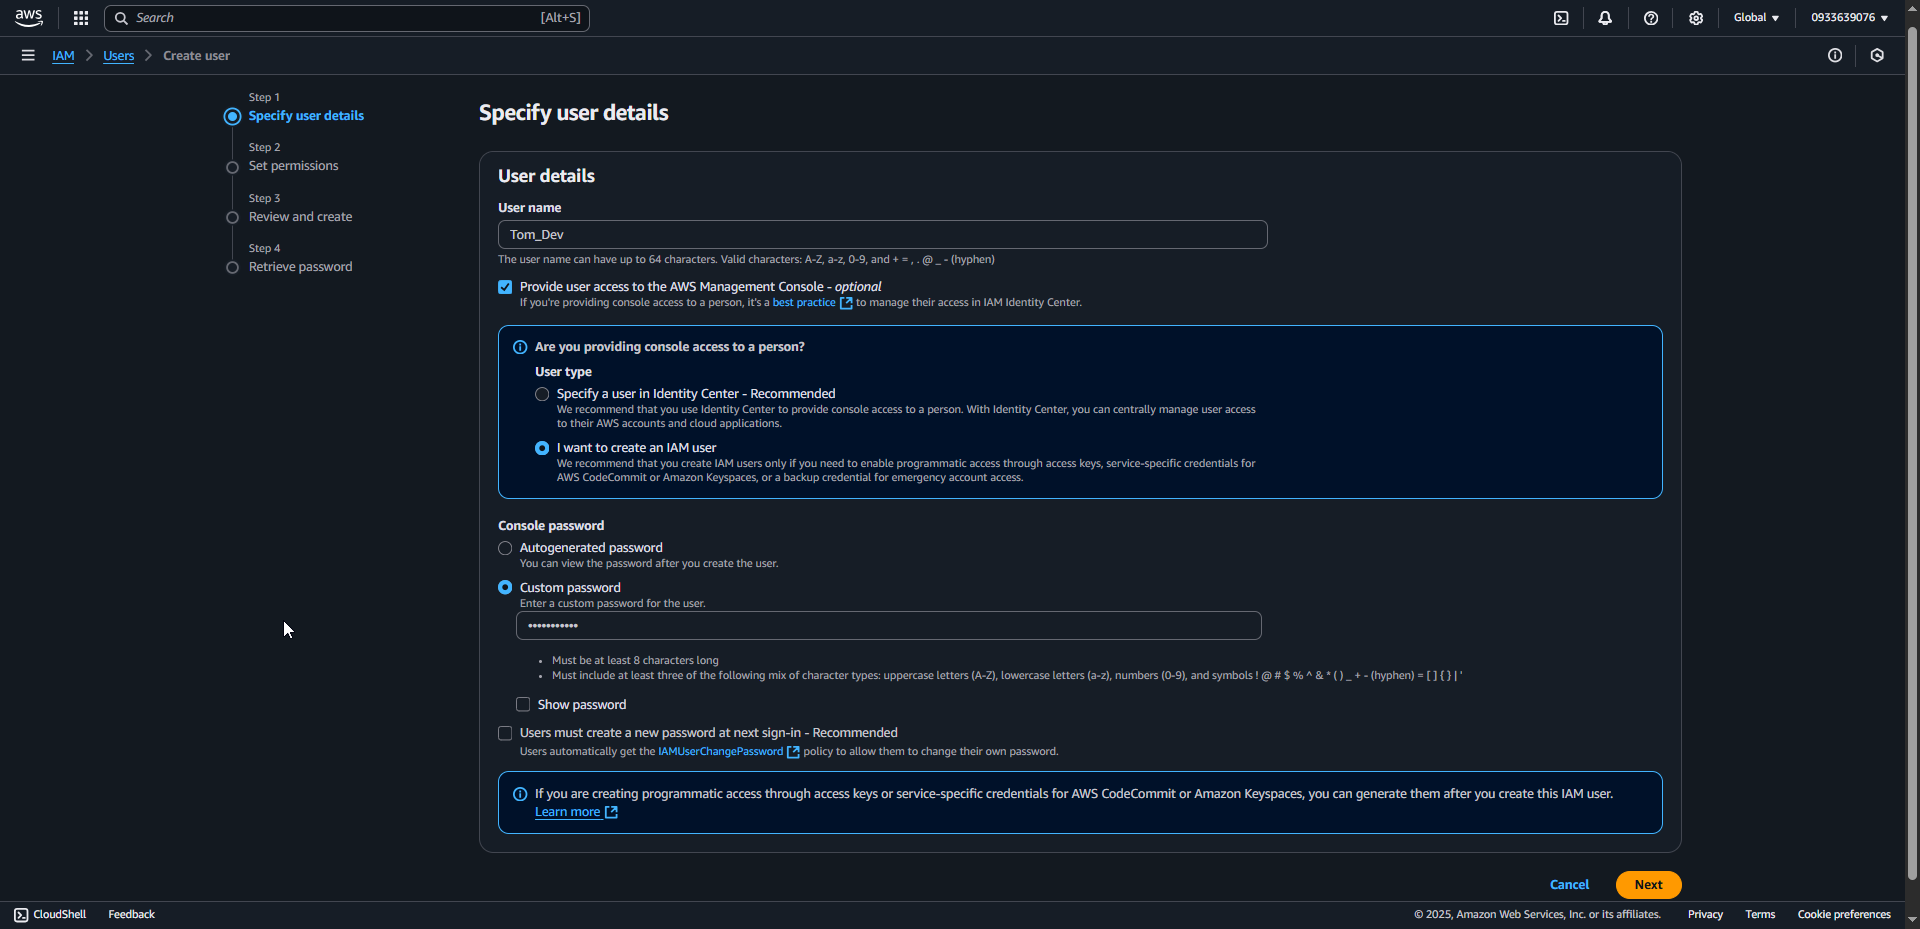 aws
Search [Alt+S]
Global
0933639076
IAM
Users
Create user
Step 1
Specify user details
Step 2
Set permissions
Step 3
Review and create
Step 4
Retrieve password
Specify user details
User details
User name
Tom_Dev
The user name can have up to 64 characters. Valid characters: A-Z, a-z, 0-9, and + = , . @ _ - (hyphen)
Provide user access to the AWS Management Console - optional
If you're providing console access to a person, it's a best practice to manage their access in IAM Identity Center.
Are you providing console access to a person?
User type
Specify a user in Identity Center - Recommended
We recommend that you use Identity Center to provide console access to a person. With Identity Center, you can centrally manage user access
to their AWS accounts and cloud applications.
I want to create an IAM user
We recommend that you create IAM users only if you need to enable programmatic access through access keys, service-specific credentials for
AWS CodeCommit or Amazon Keyspaces, or a backup credential for emergency account access.
Console password
Autogenerated password
You can view the password after you create the user.
Custom password
Enter a custom password for the user.
•••••••••••
• Must be at least 8 characters long
• Must include at least three of the following mix of character types: uppercase letters (A-Z), lowercase letters (a-z), numbers (0-9), and symbols ! @ # $ % ^ & * ( ) _ + - (hyphen) = [ ] { } | '
Show password
Users must create a new password at next sign-in - Recommended
Users automatically get the IAMUserChangePassword policy to allow them to change their own password.
If you are creating programmatic access through access keys or service-specific credentials for AWS CodeCommit or Amazon Keyspaces, you can generate them after you create this IAM user.
Learn more
Cancel
Next
CloudShell
Feedback
© 2025, Amazon Web Services, Inc. or its affiliates.
Privacy
Terms
Cookie preferences